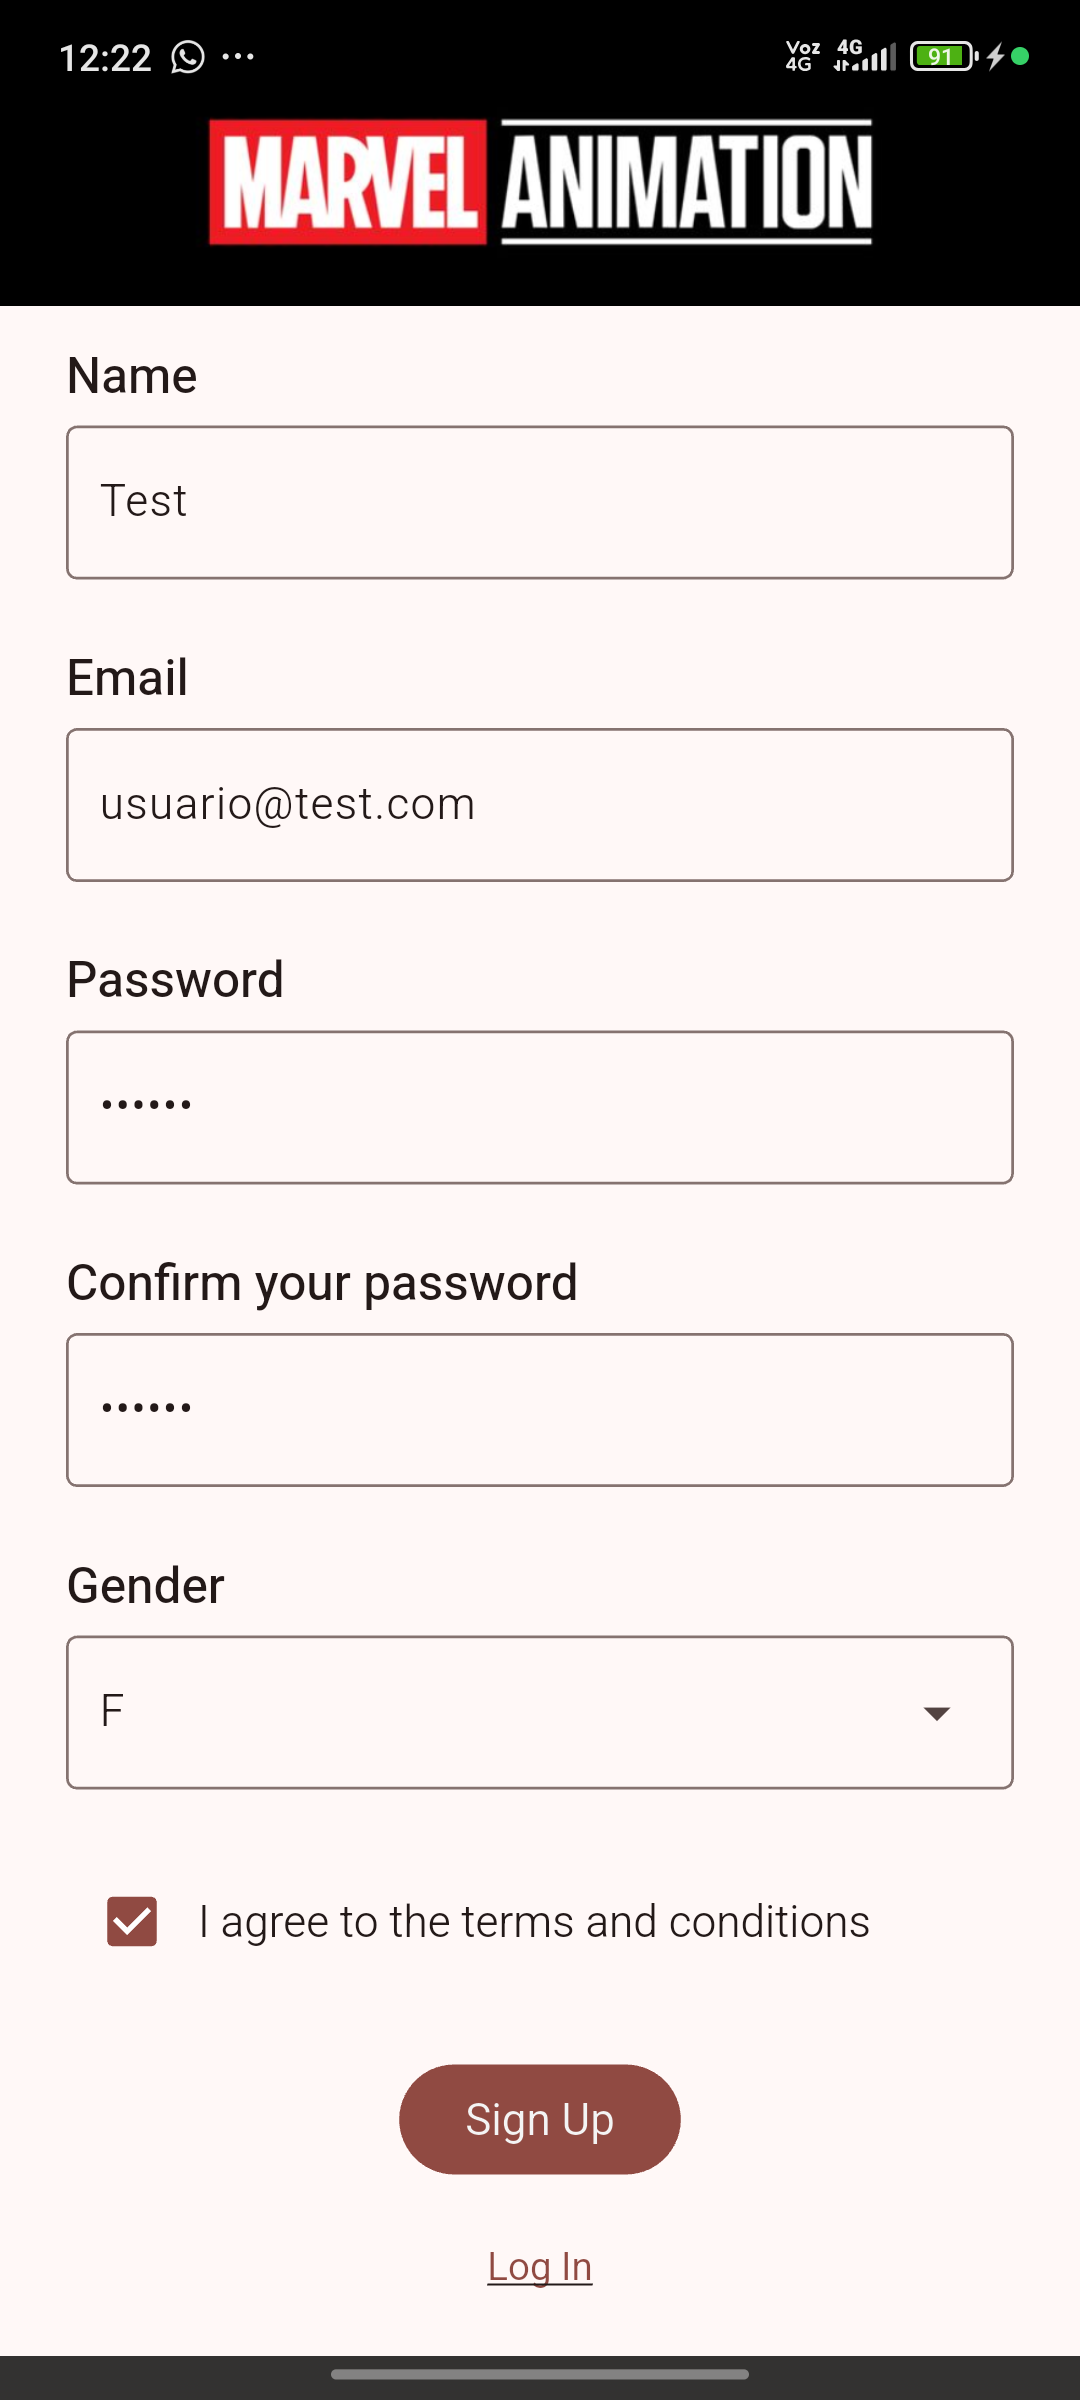 12:22 ... Voz 4G 4G 91
MARVEL ANIMATION
Name
Test
Email
usuario@test.com
Password
••••••
Confirm your password
••••••
Gender
F
I agree to the terms and conditions
Sign Up
Log In